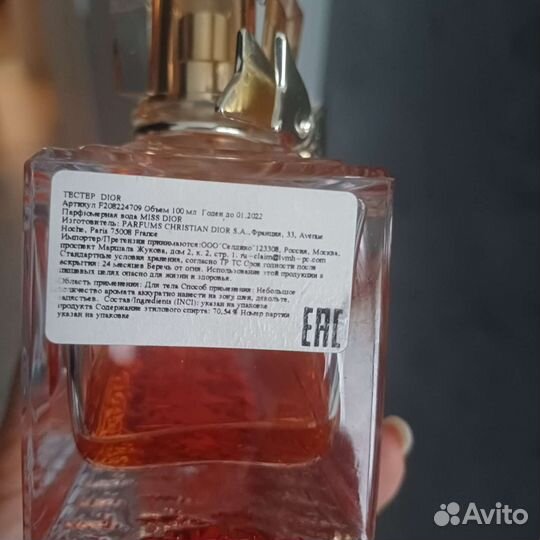 ТЕСТЕР DIOR
Артикул F208224709 Объем 100 мл Годен до 01.2022
Парфюмерная вода MISS DIOR
Изготовитель: PARFUMS CHRISTIAN DIOR S.A., Франция, 33, Avenue
Hoche, Paris 75008 France
Импортер/Претензии принимаются: ООО"Селдико"123308, Россия, Москва,
проспект Маршала Жукова, дом 2, к. 2, стр. 1, ru-claim@lvmh-pc.com
Стандартные условия хранения, согласно ТР ТС Срок годности после
вскрытия: 24 месяцев Беречь от огня. Использование этой продукции в
пищевых целях опасно для жизни и здоровья.
Область применения: Для тела Способ применения: Небольшое
количество аромата аккуратно нанести на зону шеи, декольте,
запястьев. Состав/Ingredients (INCI): указан на упаковке
продукта Содержание этилового спирта: 70,54% Номер партии
указан на упаковке
EAC
Avito